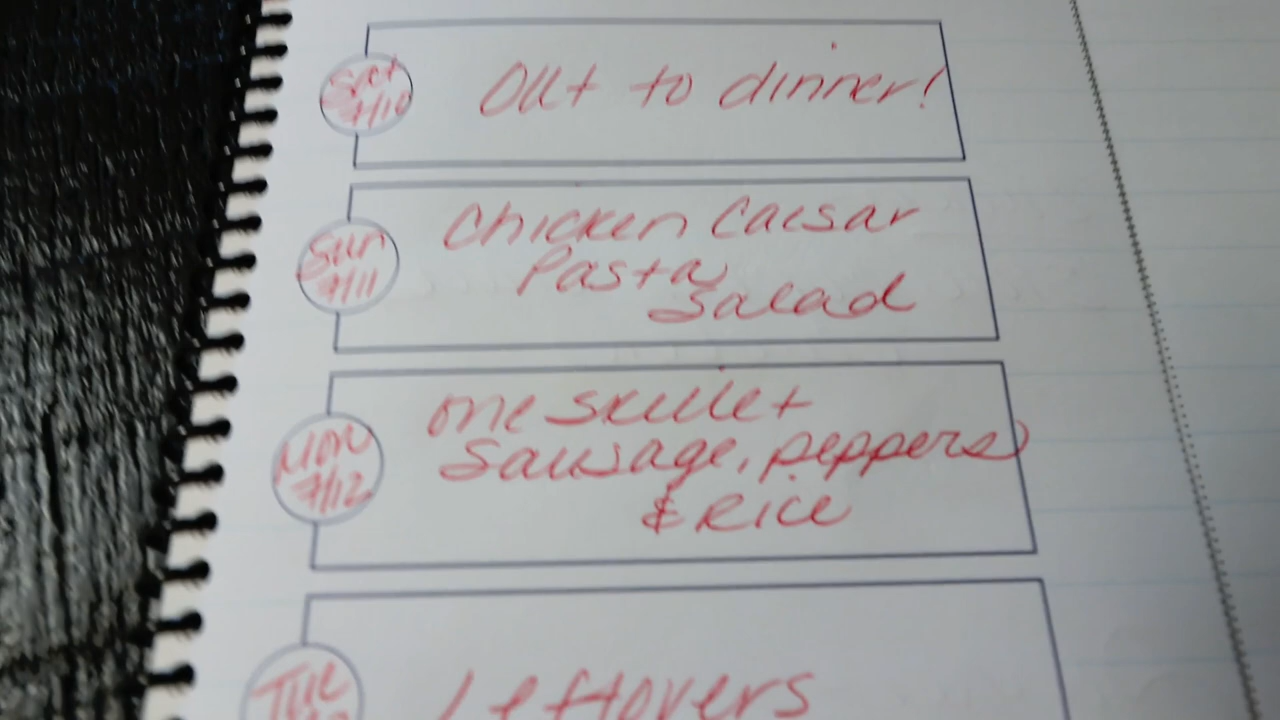 Sat
7/10
Out to dinner!
Sun
7/11
Chicken Caesar
Pasta
Salad
Mon
7/12
one skillet
Sausage, peppers
& Rice
Tue
Leftovers